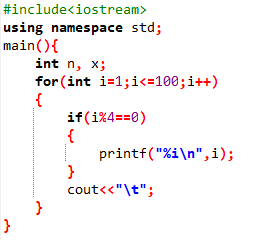 #include<iostream>
using namespace std;
main(){
    int n, x;
    for(int i=1;i<=100;i++)
    {
        if(i%4==0)
        {
            printf("%i\n",i);
        }
        cout<<"\t";
    }
}